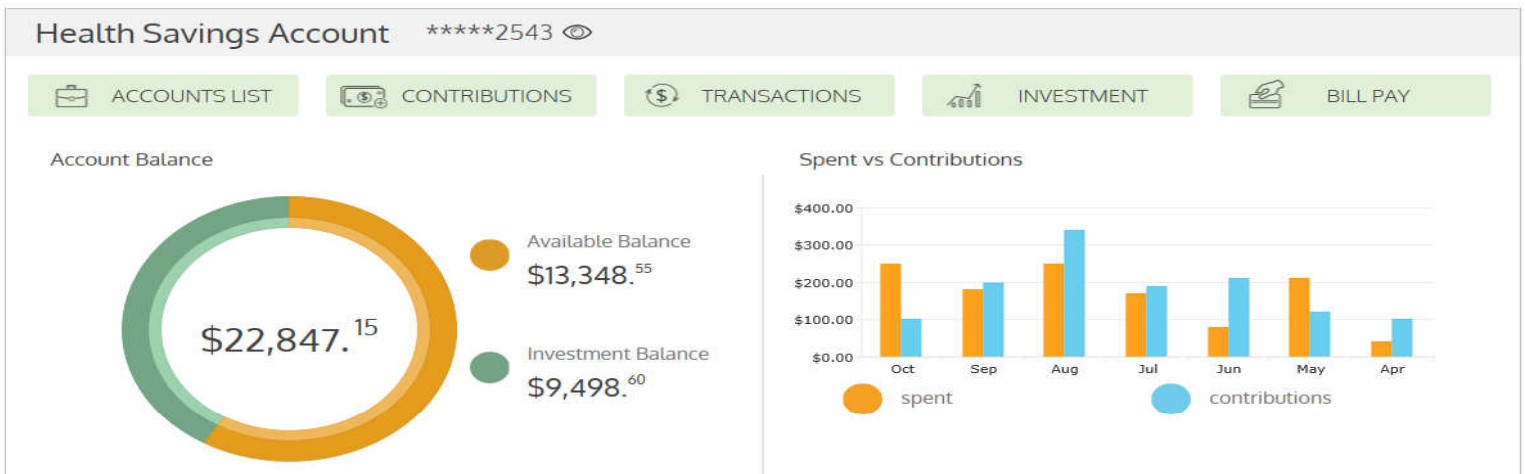 Health Savings Account *****2543
ACCOUNTS LIST
CONTRIBUTIONS
TRANSACTIONS
INVESTMENT
BILL PAY
Account Balance
$22,847.15
Available Balance
$13,348.55
Investment Balance
$9,498.60
Spent vs Contributions
$400.00
$300.00
$200.00
$100.00
$0.00
Oct Sep Aug Jul Jun May Apr
spent contributions